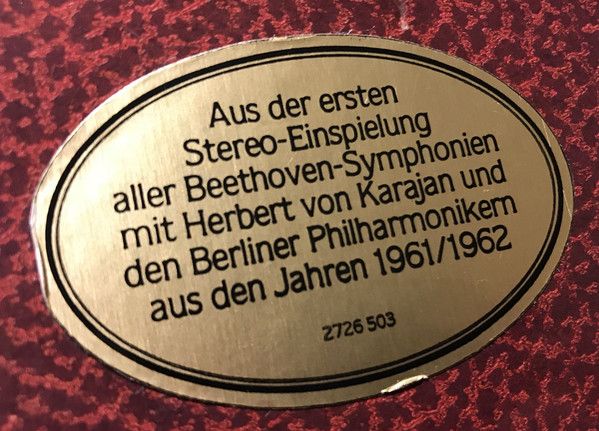 Aus der ersten
Stereo-Einspielung
aller Beethoven-Symphonien
mit Herbert von Karajan und
den Berliner Philharmonikern
aus den Jahren 1961/1962
2726 503